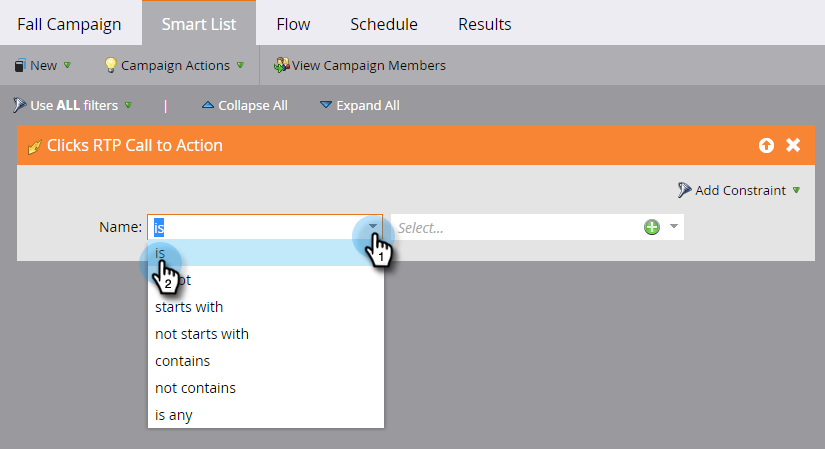 Fall Campaign Smart List Flow Schedule Results
New Campaign Actions View Campaign Members
Use ALL filters | Collapse All Expand All
Clicks RTP Call to Action
Add Constraint
Name: is Select...
1
is
2
starts with
not starts with
contains
not contains
is any